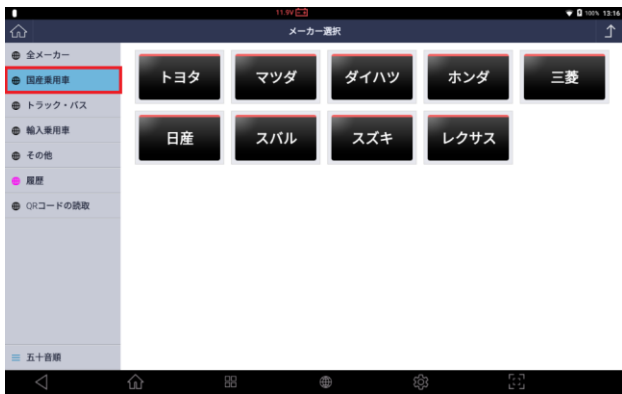 11.9V 100% 13:16
メーカー選択
全メーカー
国産乗用車
トラック・バス
輸入乗用車
その他
履歴
QRコードの読取
五十音順
トヨタ マツダ ダイハツ ホンダ 三菱
日産 スバル スズキ レクサス